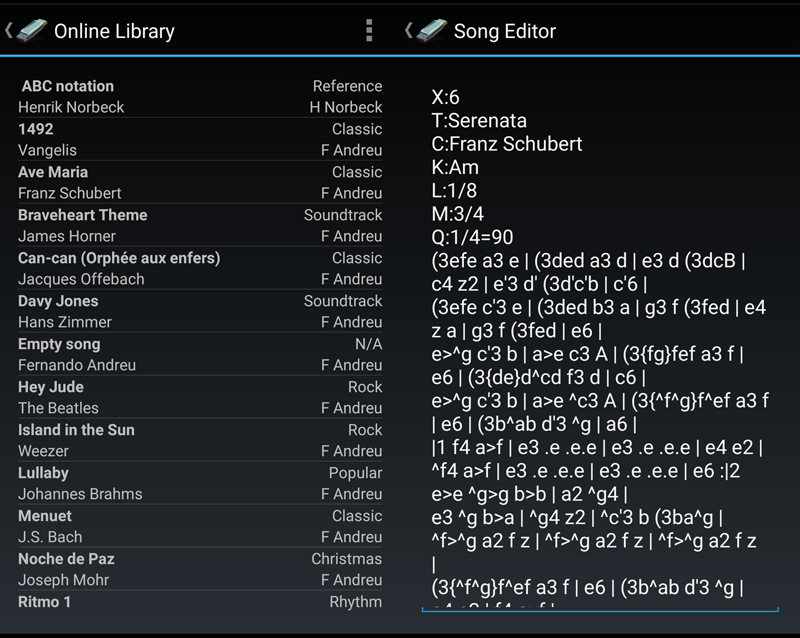 Online Library
ABC notation Reference
Henrik Norbeck H Norbeck
1492 Classic
Vangelis F Andreu
Ave Maria Classic
Franz Schubert F Andreu
Braveheart Theme Soundtrack
James Horner F Andreu
Can-can (Orphée aux enfers) Classic
Jacques Offebach F Andreu
Davy Jones Soundtrack
Hans Zimmer F Andreu
Empty song N/A
Fernando Andreu F Andreu
Hey Jude Rock
The Beatles F Andreu
Island in the Sun Rock
Weezer F Andreu
Lullaby Popular
Johannes Brahms F Andreu
Menuet Classic
J.S. Bach F Andreu
Noche de Paz Christmas
Joseph Mohr F Andreu
Ritmo 1 Rhythm
Song Editor
X:6
T:Serenata
C:Franz Schubert
K:Am
L:1/8
M:3/4
Q:1/4=90
(3efe a3 e | (3ded a3 d | e3 d (3dcB |
c4 z2 | e'3 d' (3d'c'b | c'6 |
(3efe c'3 e | (3ded b3 a | g3 f (3fed | e4
z a | g3 f (3fed | e6 |
e>^g c'3 b | a>e c3 A | (3{fg}fef a3 f |
e6 | (3{de}d^cd f3 d | c6 |
e>^g c'3 b | a>e ^c3 A | (3{^f^g}f^ef a3 f
| e6 | (3b^ab d'3 ^g | a6 |
|1 f4 a>f | e3 .e .e.e | e3 .e .e.e | e4 e2 |
^f4 a>f | e3 .e .e.e | e3 .e .e.e | e6 :|2
e>e ^g>g b>b | a2 ^g4 |
e3 ^g b>a | ^g4 z2 | ^c'3 b (3ba^g |
^f>^g a2 f z | ^f>^g a2 f z | ^f>^g a2 f z
|
(3{^f^g}f^ef a3 f | e6 | (3b^ab d'3 ^g |